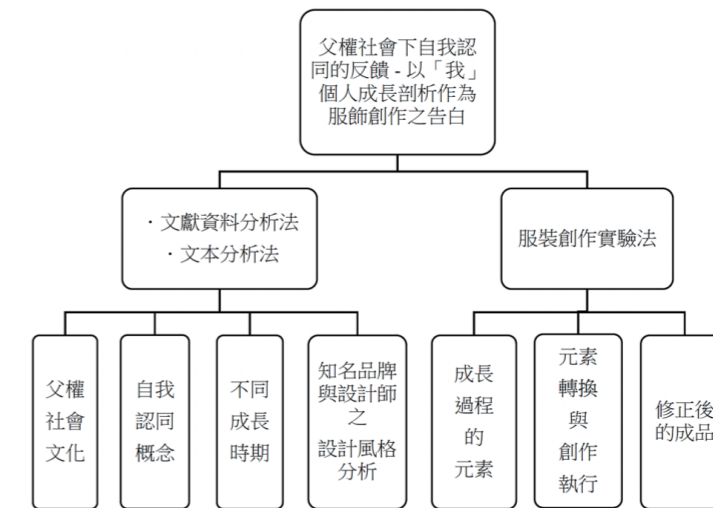 父權社會下自我認
同的反饋 - 以「我」
個人成長剖析作為
服飾創作之告白
・文獻資料分析法
・文本分析法
服裝創作實驗法
父權
社會
文化
自我
認同
概念
不同
成長
時期
知名品牌
與設計師
之
設計風格
分析
成長
過程
的
元素
元素
轉換
與
創作
執行
修正後
的成品